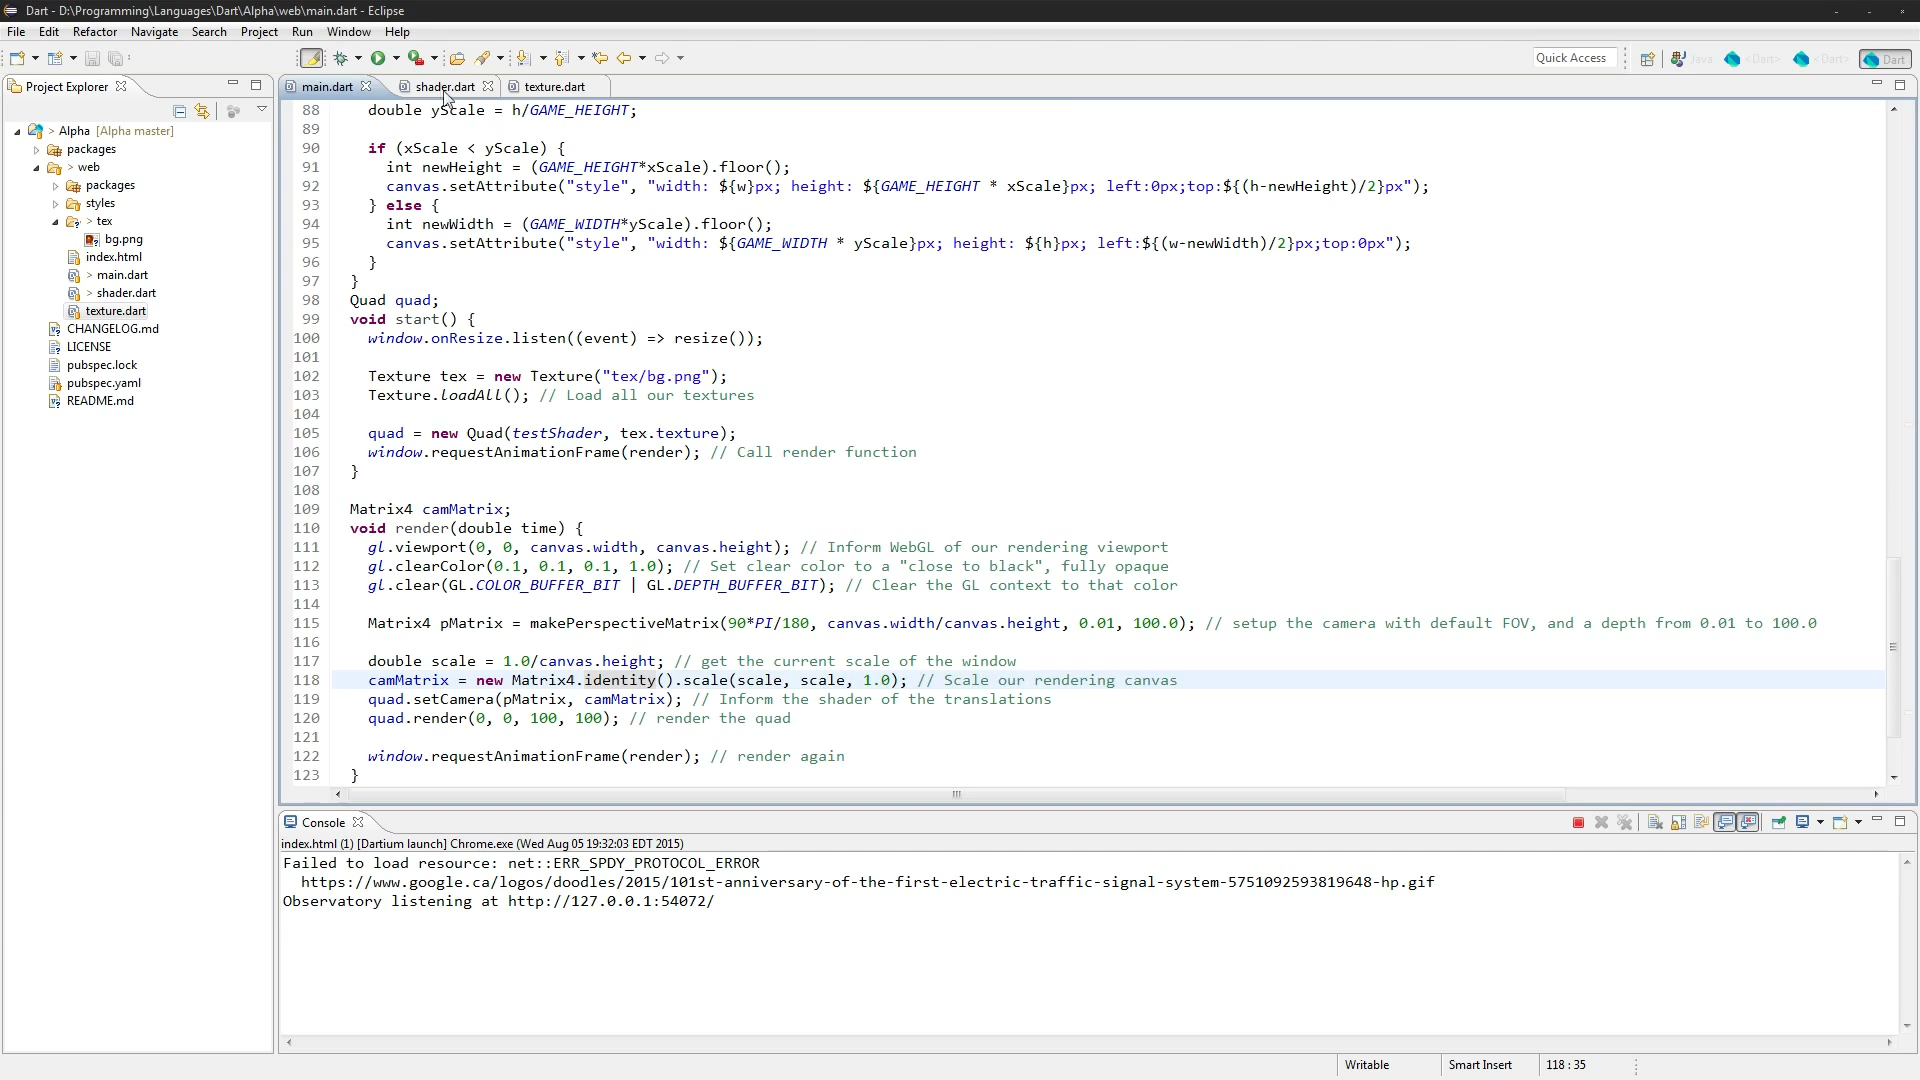 Dart - D:\Programming\Languages\Dart\Alpha\web\main.dart - Eclipse
File Edit Refactor Navigate Search Project Run Window Help
Quick Access Java <Dart> <Dart> Dart
Project Explorer
Alpha [Alpha master]
packages
> web
packages
styles
> tex
bg.png
index.html
> main.dart
> shader.dart
texture.dart
CHANGELOG.md
LICENSE
pubspec.lock
pubspec.yaml
README.md
main.dart shader.dart texture.dart
88 double yScale = h/GAME_HEIGHT;
89
90 if (xScale < yScale) {
91 int newHeight = (GAME_HEIGHT*xScale).floor();
92 canvas.setAttribute("style", "width: ${w}px; height: ${GAME_HEIGHT * xScale}px; left:0px;top:${(h-newHeight)/2}px");
93 } else {
94 int newWidth = (GAME_WIDTH*yScale).floor();
95 canvas.setAttribute("style", "width: ${GAME_WIDTH * yScale}px; height: ${h}px; left:${(w-newWidth)/2}px;top:0px");
96 }
97 }
98 Quad quad;
99 void start() {
100 window.onResize.listen((event) => resize());
101
102 Texture tex = new Texture("tex/bg.png");
103 Texture.loadAll(); // Load all our textures
104
105 quad = new Quad(testShader, tex.texture);
106 window.requestAnimationFrame(render); // Call render function
107 }
108
109 Matrix4 camMatrix;
110 void render(double time) {
111 gl.viewport(0, 0, canvas.width, canvas.height); // Inform WebGL of our rendering viewport
112 gl.clearColor(0.1, 0.1, 0.1, 1.0); // Set clear color to a "close to black", fully opaque
113 gl.clear(GL.COLOR_BUFFER_BIT | GL.DEPTH_BUFFER_BIT); // Clear the GL context to that color
114
115 Matrix4 pMatrix = makePerspectiveMatrix(90*PI/180, canvas.width/canvas.height, 0.01, 100.0); // setup the camera with default FOV, and a depth from 0.01 to 100.0
116
117 double scale = 1.0/canvas.height; // get the current scale of the window
118 camMatrix = new Matrix4.identity().scale(scale, scale, 1.0); // Scale our rendering canvas
119 quad.setCamera(pMatrix, camMatrix); // Inform the shader of the translations
120 quad.render(0, 0, 100, 100); // render the quad
121
122 window.requestAnimationFrame(render); // render again
123 }
Console
index.html (1) [Dartium launch] Chrome.exe (Wed Aug 05 19:32:03 EDT 2015)
Failed to load resource: net::ERR_SPDY_PROTOCOL_ERROR
https://www.google.ca/logos/doodles/2015/101st-anniversary-of-the-first-electric-traffic-signal-system-5751092593819648-hp.gif
Observatory listening at http://127.0.0.1:54072/
Writable Smart Insert 118 : 35